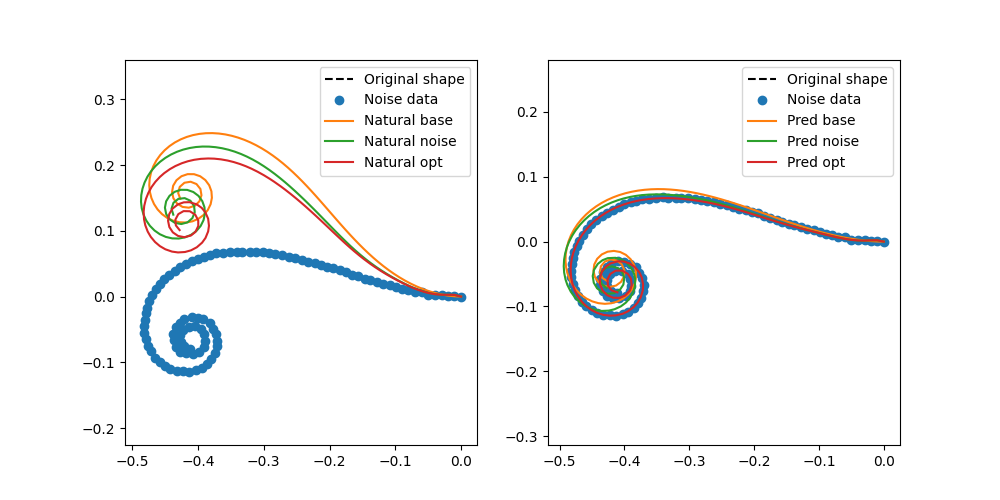 Original shape
Noise data
Natural base
Natural noise
Natural opt
0.3
0.2
0.1
0.0
−0.1
−0.2
−0.5 −0.4 −0.3 −0.2 −0.1 0.0
Original shape
Noise data
Pred base
Pred noise
Pred opt
0.2
0.1
0.0
−0.1
−0.2
−0.3
−0.5 −0.4 −0.3 −0.2 −0.1 0.0